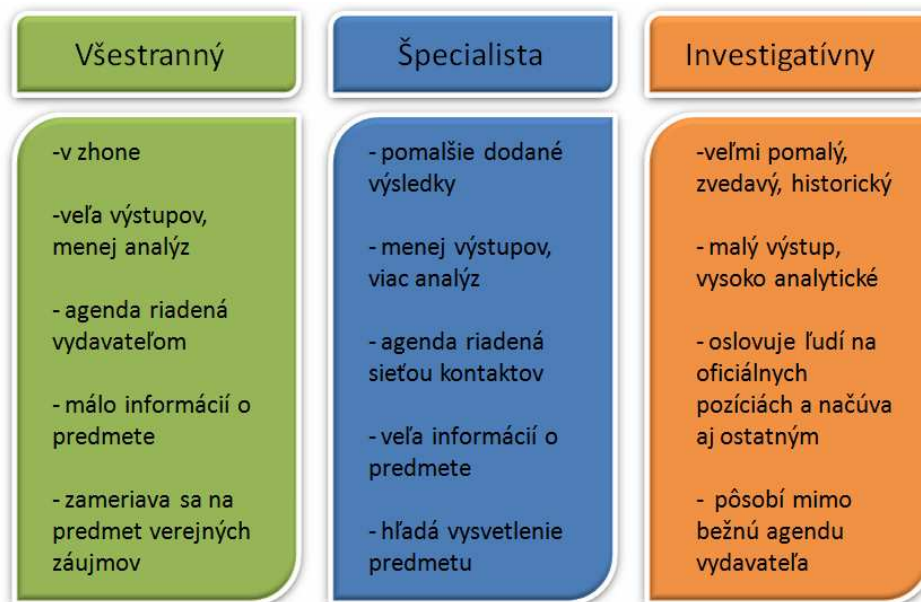 Všestranný
-v zhone
-veľa výstupov,
menej analýz
- agenda riadená
vydavateľom
- málo informácií o
predmete
- zameriava sa na
predmet verejných
záujmov
Špecialista
- pomalšie dodané
výsledky
- menej výstupov,
viac analýz
- agenda riadená
sieťou kontaktov
- veľa informácií o
predmete
- hľadá vysvetlenie
predmetu
Investigatívny
-veľmi pomalý,
zvedavý, historický
- malý výstup,
vysoko analytické
- oslovuje ľudí na
oficiálnych
pozíciách a načúva
aj ostatným
- pôsobí mimo
bežnú agendu
vydavateľa